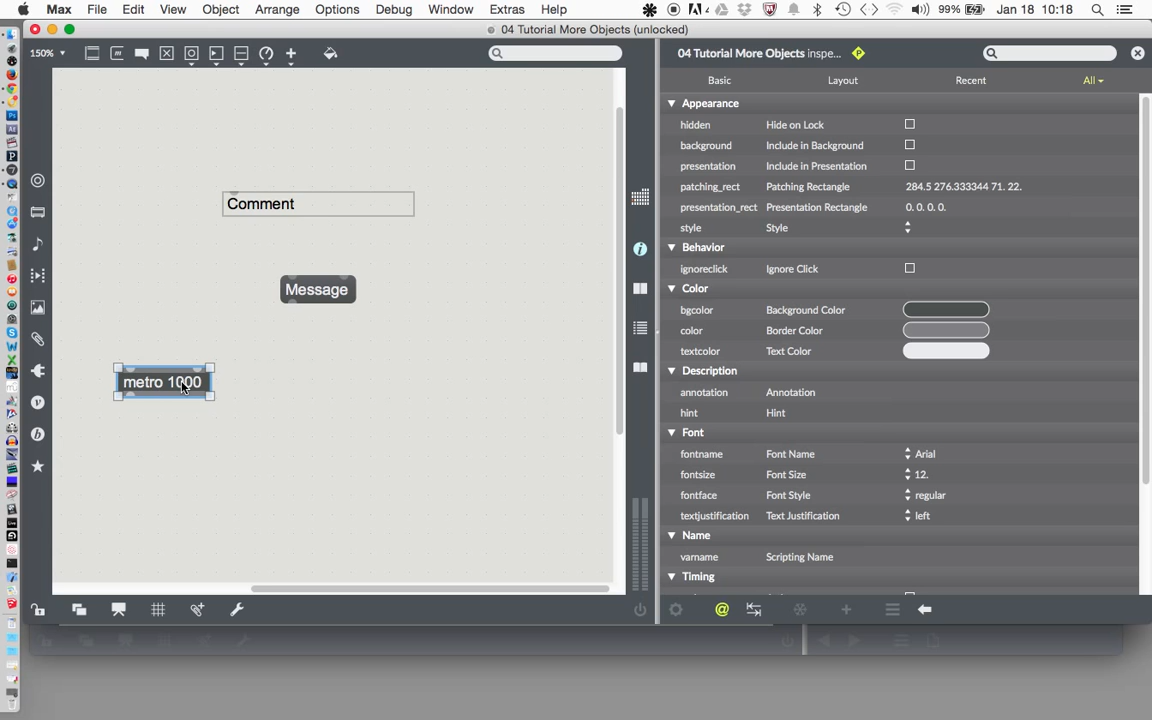 Max File Edit View Object Arrange Options Debug Window Extras Help 4 99% Jan 18 10:18
04 Tutorial More Objects (unlocked)
150%
04 Tutorial More Objects inspe...
Basic Layout Recent All
Appearance
hidden Hide on Lock
background Include in Background
presentation Include in Presentation
patching_rect Patching Rectangle 284.5 276.333344 71. 22.
presentation_rect Presentation Rectangle 0. 0. 0. 0.
style Style
Behavior
ignoreclick Ignore Click
Color
bgcolor Background Color
color Border Color
textcolor Text Color
Description
annotation Annotation
hint Hint
Font
fontname Font Name Arial
fontsize Font Size 12.
fontface Font Style regular
textjustification Text Justification left
Name
varname Scripting Name
Timing
Comment
Message
metro 1000